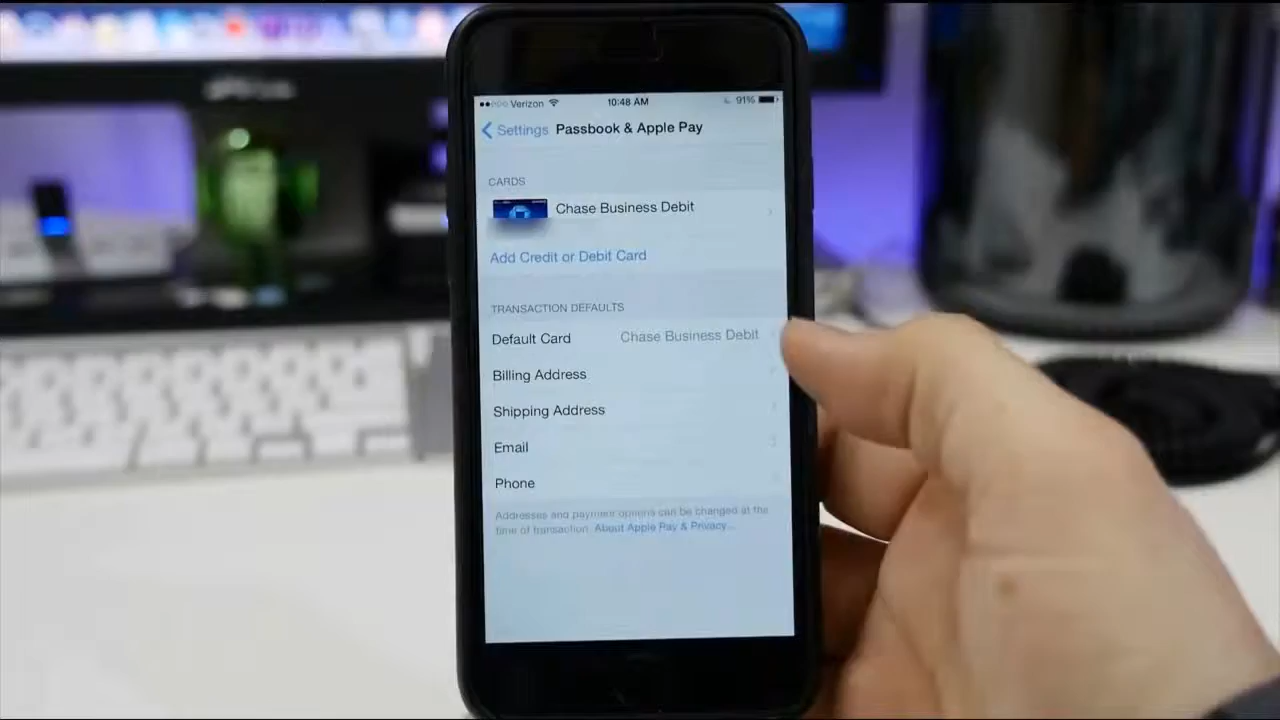 Verizon 10:48 AM 91%
Settings Passbook & Apple Pay
CARDS
Chase Business Debit
Add Credit or Debit Card
TRANSACTION DEFAULTS
Default Card Chase Business Debit
Billing Address
Shipping Address
Email
Phone
Addresses and payment options can be changed at the
time of transaction. About Apple Pay & Privacy...